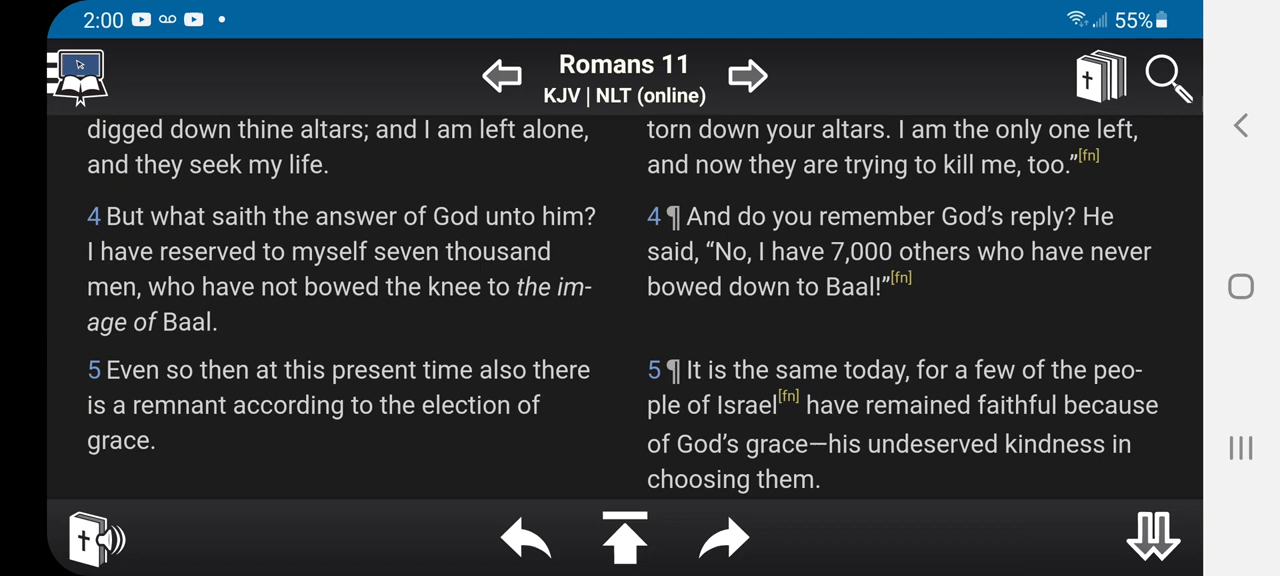 2:00
55%
Romans 11
KJV | NLT (online)
digged down thine altars; and I am left alone,
and they seek my life.
4 But what saith the answer of God unto him?
I have reserved to myself seven thousand
men, who have not bowed the knee to the im-
age of Baal.
5 Even so then at this present time also there
is a remnant according to the election of
grace.
torn down your altars. I am the only one left,
and now they are trying to kill me, too.”[fn]
4 ¶ And do you remember God’s reply? He
said, “No, I have 7,000 others who have never
bowed down to Baal!”[fn]
5 ¶ It is the same today, for a few of the peo-
ple of Israel[fn] have remained faithful because
of God’s grace—his undeserved kindness in
choosing them.